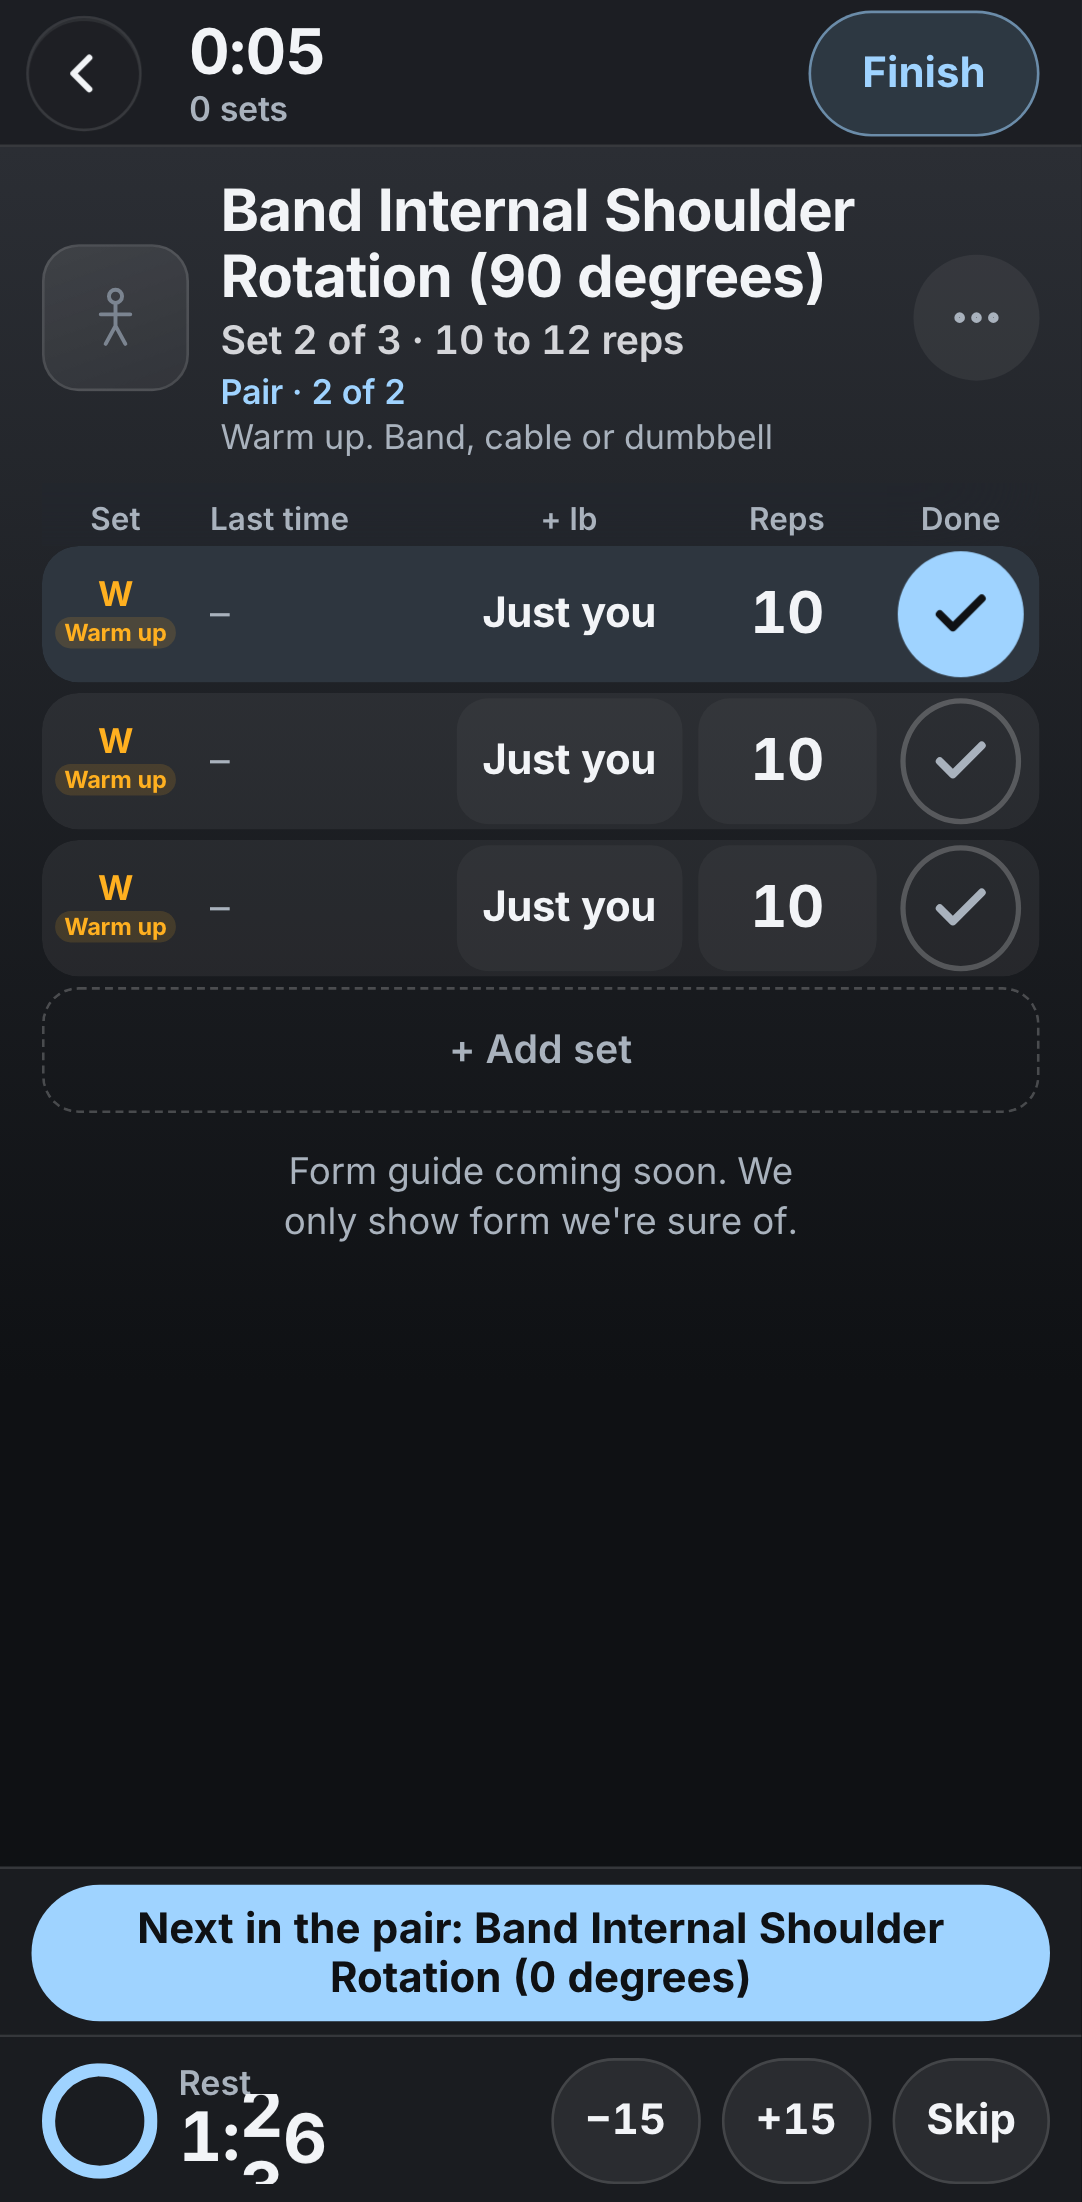 0:05
0 sets
Finish
Band Internal Shoulder
Rotation (90 degrees)
Set 2 of 3 · 10 to 12 reps
Pair · 2 of 2
Warm up. Band, cable or dumbbell
Set Last time + lb Reps Done
W
Warm up
– Just you 10
W
Warm up
– Just you 10
W
Warm up
– Just you 10
+ Add set
Form guide coming soon. We
only show form we're sure of.
Next in the pair: Band Internal Shoulder
Rotation (0 degrees)
Rest
−15 +15 Skip